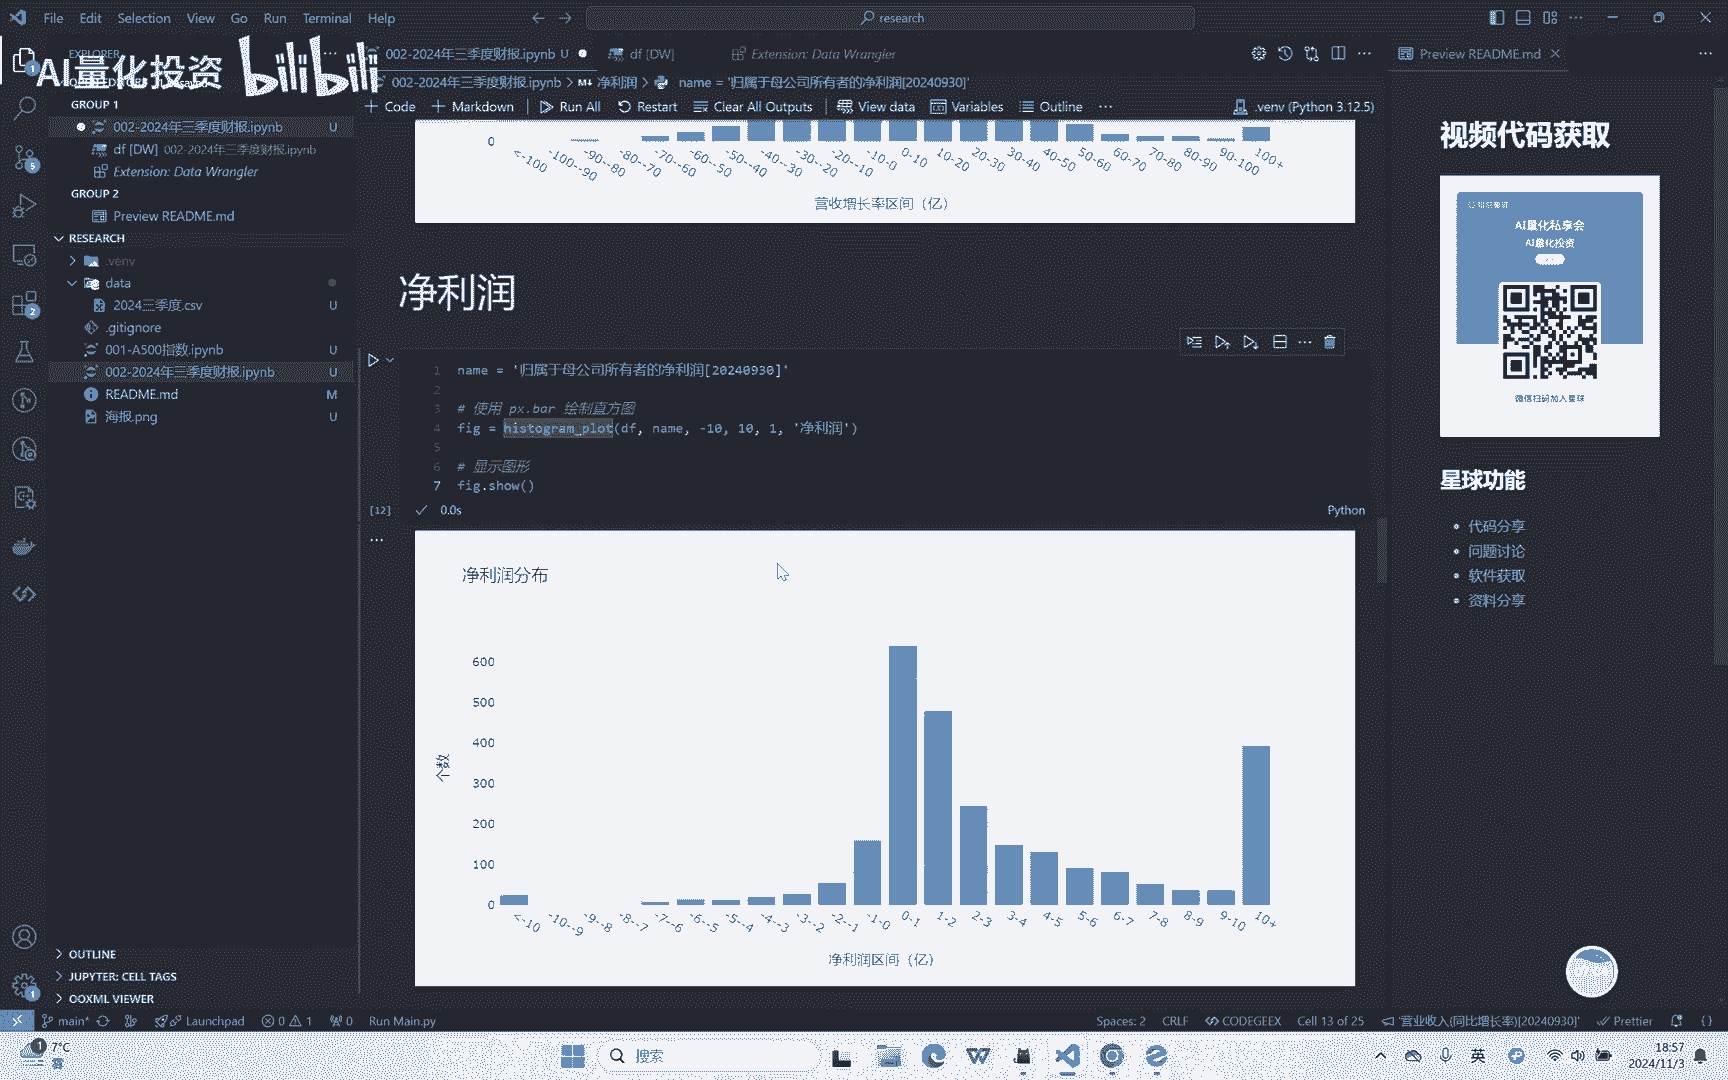 File Edit Selection View Go Run Terminal Help
research
AI量化投资 bilibili
EXPLORER
GROUP 1
002-2024年三季度财报.ipynb U
df [DW] 002-2024年三季度财报.ipynb
Extension: Data Wrangler
GROUP 2
Preview README.md
RESEARCH
.venv
data
2024三季度.csv U
.gitignore
001-A500指数.ipynb U
002-2024年三季度财报.ipynb U
README.md M
海报.png U
OUTLINE
JUPYTER: CELL TAGS
OOXML VIEWER
002-2024年三季度财报.ipynb U
df [DW]
Extension: Data Wrangler
002-2024年三季度财报.ipynb > M↓ 净利润 > name = '归属于母公司所有者的净利润[20240930]'
+ Code + Markdown Run All Restart Clear All Outputs View data Variables Outline ···
.venv (Python 3.12.5)
0
<-100 -100--90 -90--80 -80--70 -70--60 -60--50 -50--40 -40--30 -30--20 -20--10 -10-0 0-10 10-20 20-30 30-40 40-50 50-60 60-70 70-80 80-90 90-100 100+
营收增长率区间（亿）
净利润
1 name = '归属于母公司所有者的净利润[20240930]'
2
3 # 使用 px.bar 绘制直方图
4 fig = histogram_plot(df, name, -10, 10, 1, '净利润')
5
6 # 显示图形
7 fig.show()
[12] 0.0s Python
净利润分布
600
500
400
300
200
100
0
个数
<-10 -10--9 -9--8 -8--7 -7--6 -6--5 -5--4 -4--3 -3--2 -2--1 -1-0 0-1 1-2 2-3 3-4 4-5 5-6 6-7 7-8 8-9 9-10 10+
净利润区间（亿）
Preview README.md
视频代码获取
知识星球
AI量化私享会
AI量化投资
微信扫码加入星球
星球功能
代码分享
问题讨论
软件获取
资料分享
main* Launchpad 0 1 0 Run Main.py
Spaces: 2 CRLF CODEGEEX Cell 13 of 25 '营业收入(同比增长率)[20240930]' Prettier
7°C
搜索
英
18:57
2024/11/3